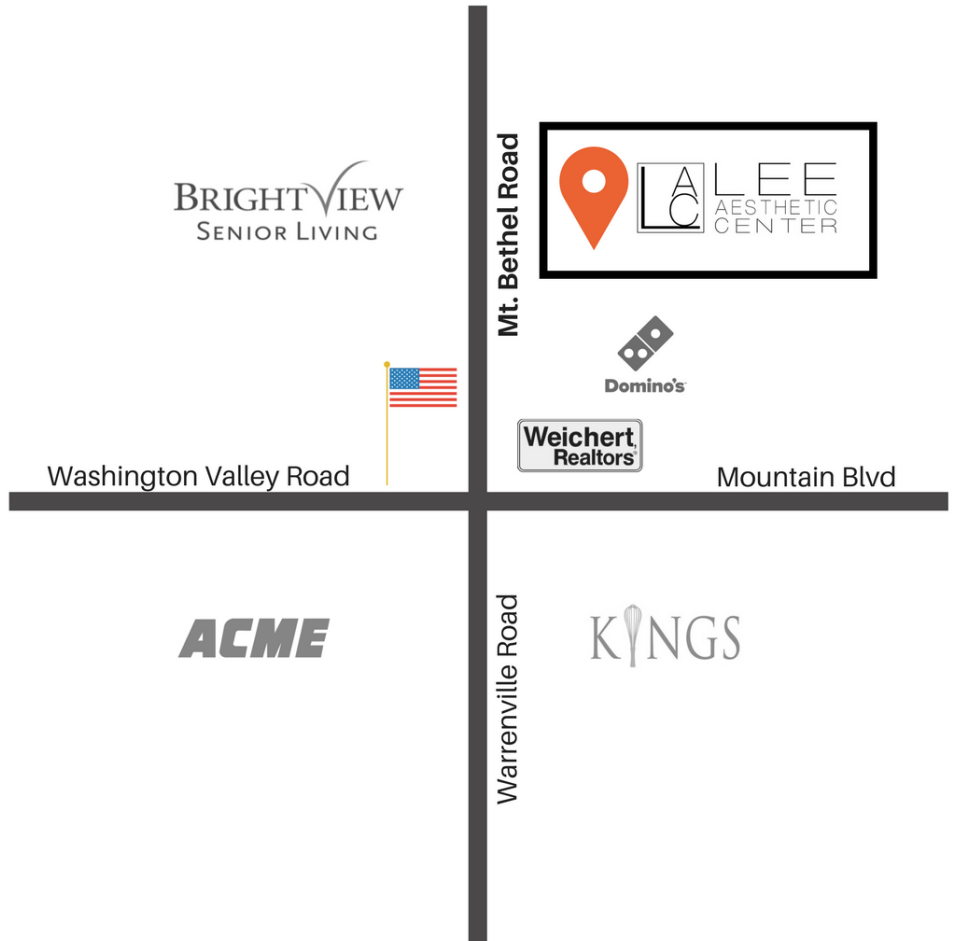 BRIGHTVIEW
SENIOR LIVING
Mt. Bethel Road
LAC
LEE
AESTHETIC
CENTER
Domino's
Weichert,
Realtors®
Washington Valley Road
Mountain Blvd
ACME
Warrenville Road
KINGS